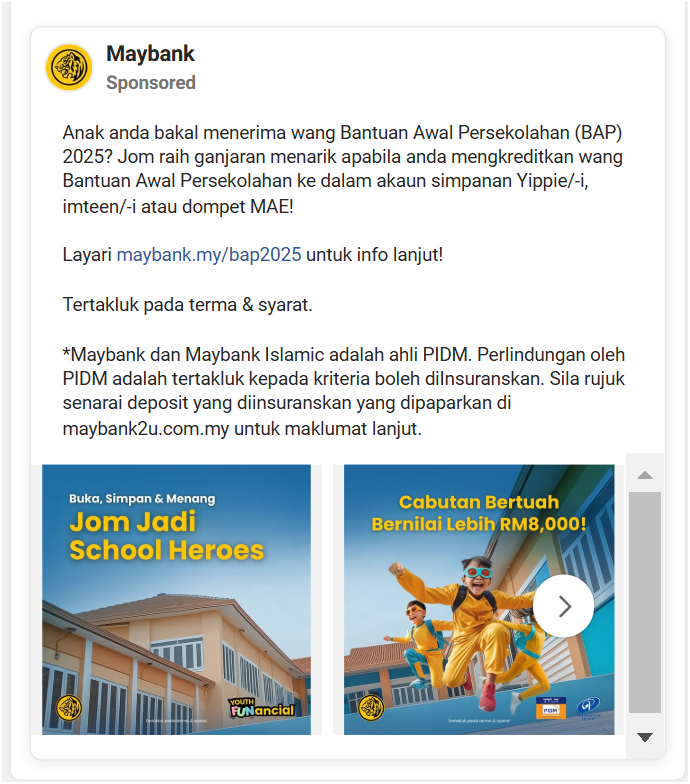 Maybank
Sponsored
Anak anda bakal menerima wang Bantuan Awal Persekolahan (BAP)
2025? Jom raih ganjaran menarik apabila anda mengkreditkan wang
Bantuan Awal Persekolahan ke dalam akaun simpanan Yippie/-i,
imteen/-i atau dompet MAE!
Layari maybank.my/bap2025 untuk info lanjut!
Tertakluk pada terma & syarat.
*Maybank dan Maybank Islamic adalah ahli PIDM. Perlindungan oleh
PIDM adalah tertakluk kepada kriteria boleh diInsuranskan. Sila rujuk
senarai deposit yang diinsuranskan yang dipaparkan di
maybank2u.com.my untuk maklumat lanjut.
Buka, Simpan & Menang
Jom Jadi
School Heroes
YOUTH
FUNancial
Tertakluk pada terma & syarat
Cabutan Bertuah
Bernilai Lebih RM8,000!
PIDM
Tertakluk pada terma & syarat